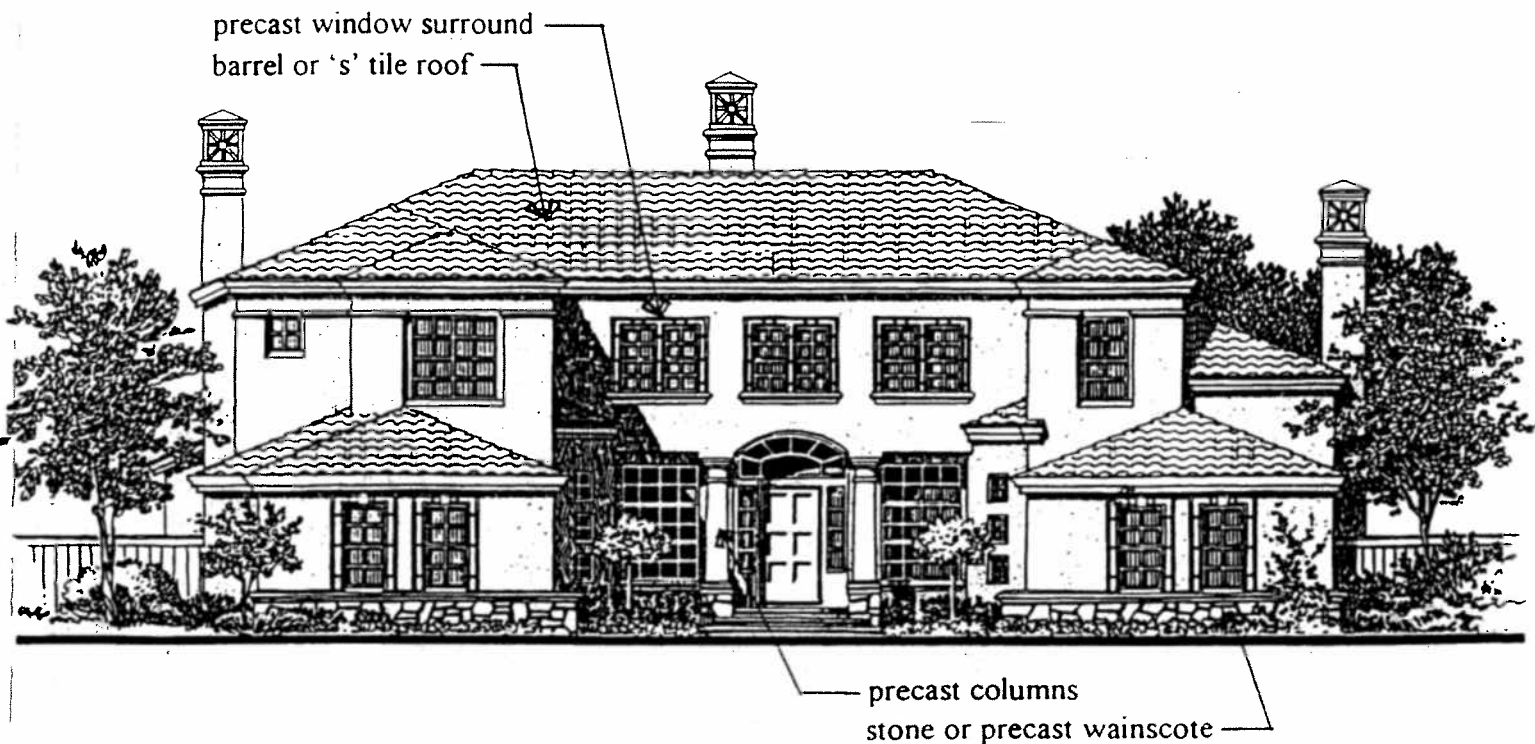 precast window surround
barrel or ‘s’ tile roof
precast columns
stone or precast wainscote